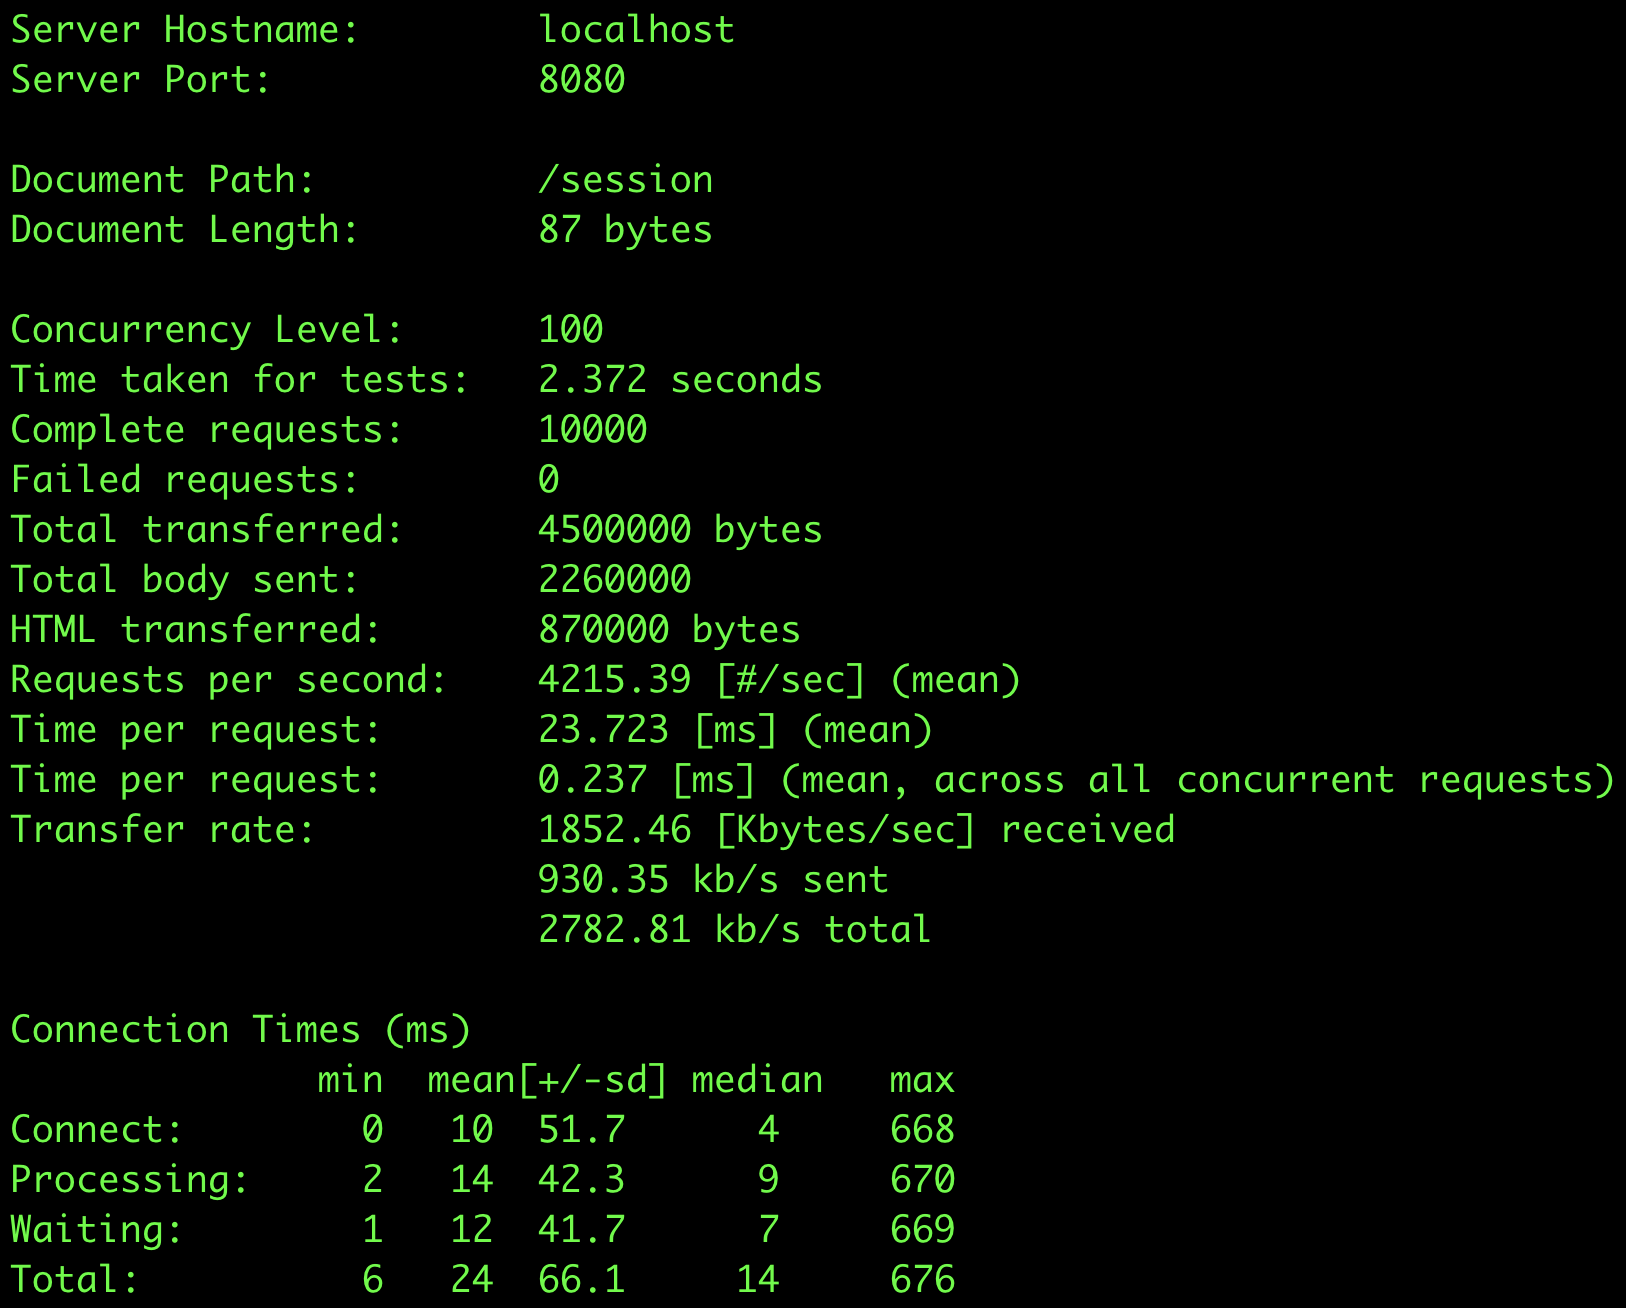 Server Hostname:        localhost
Server Port:            8080
Document Path:          /session
Document Length:        87 bytes
Concurrency Level:      100
Time taken for tests:   2.372 seconds
Complete requests:      10000
Failed requests:        0
Total transferred:      4500000 bytes
Total body sent:        2260000
HTML transferred:       870000 bytes
Requests per second:    4215.39 [#/sec] (mean)
Time per request:       23.723 [ms] (mean)
Time per request:       0.237 [ms] (mean, across all concurrent requests)
Transfer rate:          1852.46 [Kbytes/sec] received
                        930.35 kb/s sent
                        2782.81 kb/s total
Connection Times (ms)
              min  mean[+/-sd] median   max
Connect:        0   10  51.7      4     668
Processing:     2   14  42.3      9     670
Waiting:        1   12  41.7      7     669
Total:          6   24  66.1     14     676